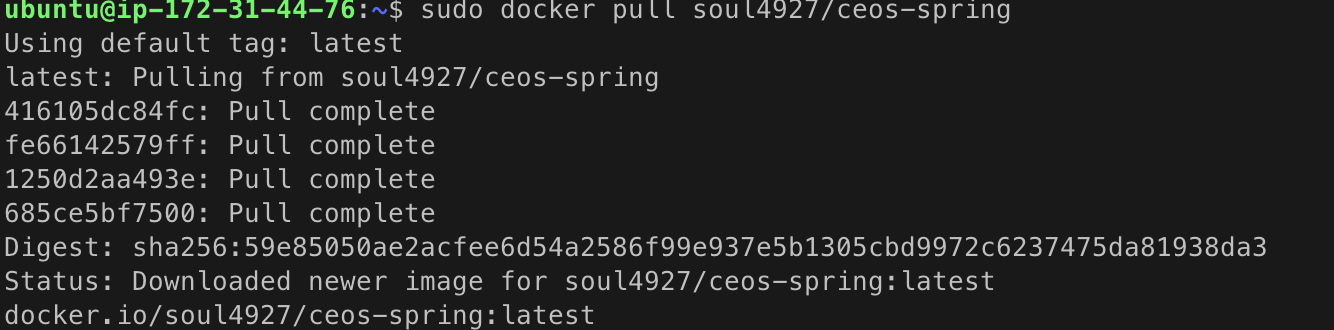 ubuntu@ip-172-31-44-76:~$ sudo docker pull soul4927/ceos-spring
Using default tag: latest
latest: Pulling from soul4927/ceos-spring
416105dc84fc: Pull complete
fe66142579ff: Pull complete
1250d2aa493e: Pull complete
685ce5bf7500: Pull complete
Digest: sha256:59e85050ae2acfee6d54a2586f99e937e5b1305cbd9972c6237475da81938da3
Status: Downloaded newer image for soul4927/ceos-spring:latest
docker.io/soul4927/ceos-spring:latest